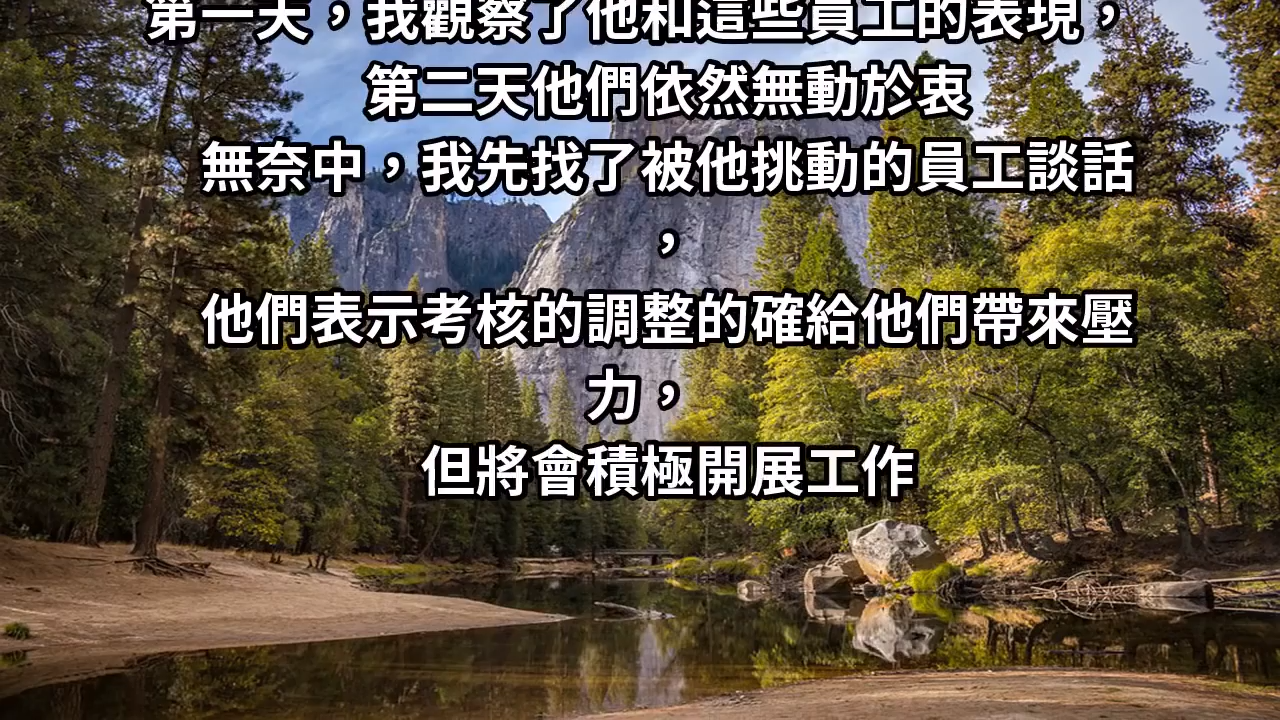 第一天，我觀察了他和這些員工的表現，
第二天他們依然無動於衷
無奈中，我先找了被他挑動的員工談話
，
他們表示考核的調整的確給他們帶來壓
力，
但將會積極開展工作